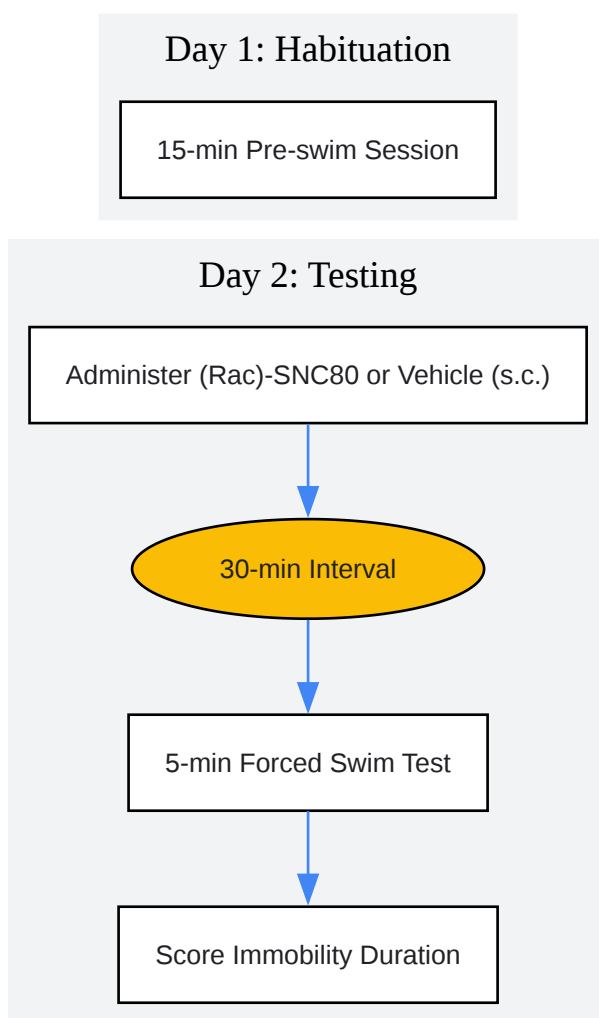 Day 1: Habituation
15-min Pre-swim Session
Day 2: Testing
Administer (Rac)-SNC80 or Vehicle (s.c.)
30-min Interval
5-min Forced Swim Test
Score Immobility Duration